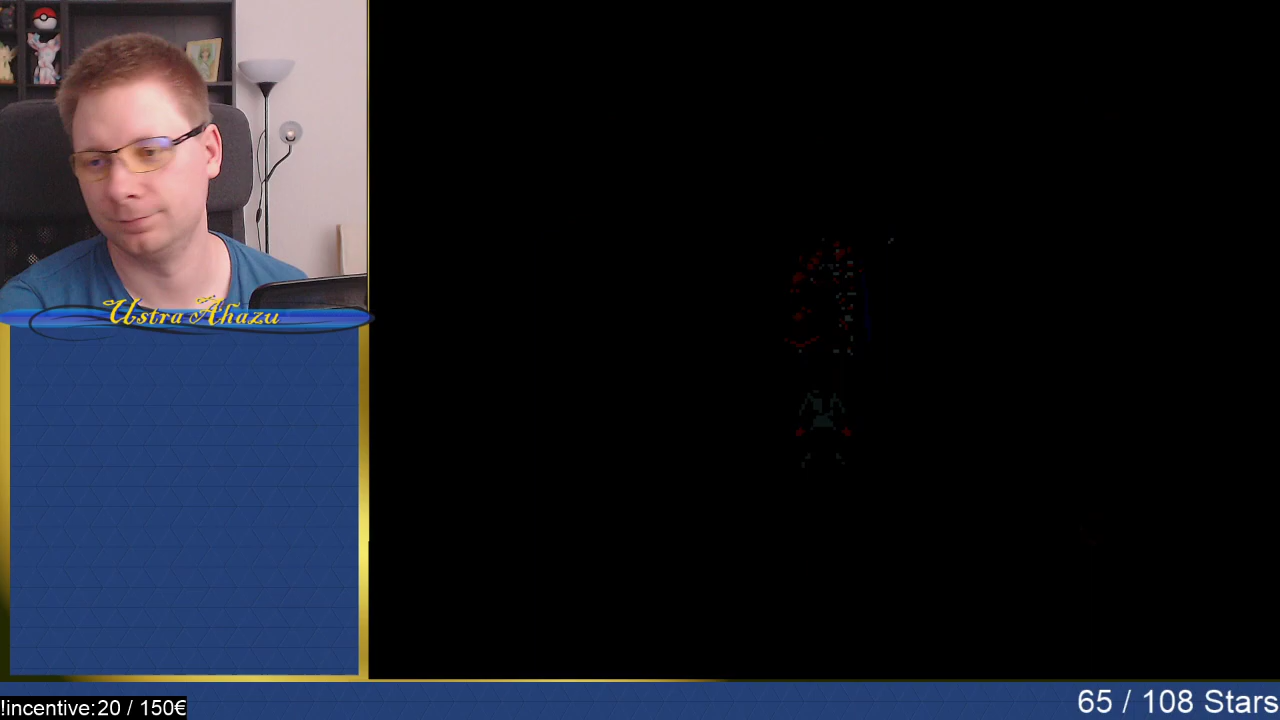 Ustra Ahazu
!incentive:20 / 150€
65 / 108 Stars